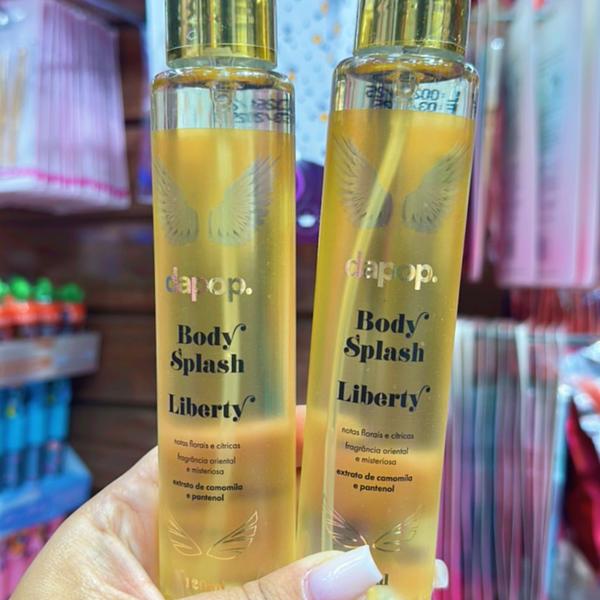 dapop.
Body
Splash
Liberty
notas florais e cítricas
fragrância oriental
e misteriosa
extrato de camomila
e pantenol
dapop.
Body
Splash
Liberty
notas florais e cítricas
fragrância oriental
e misteriosa
extrato de camomila
e pantenol